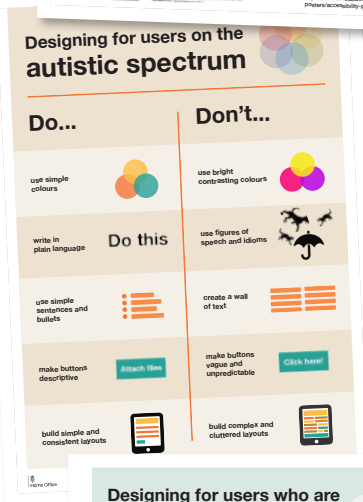 posters/accessibility-p
Designing for users on the
autistic spectrum
Do...
Don't...
use simple
colours
use bright
contrasting colours
write in
plain language
Do this
use figures of
speech and idioms
use simple
sentences and
bullets
create a wall
of text
make buttons
descriptive
Attach files
make buttons
vague and
unpredictable
Click here!
build simple and
consistent layouts
build complex and
cluttered layouts
Home Office
Designing for users who are